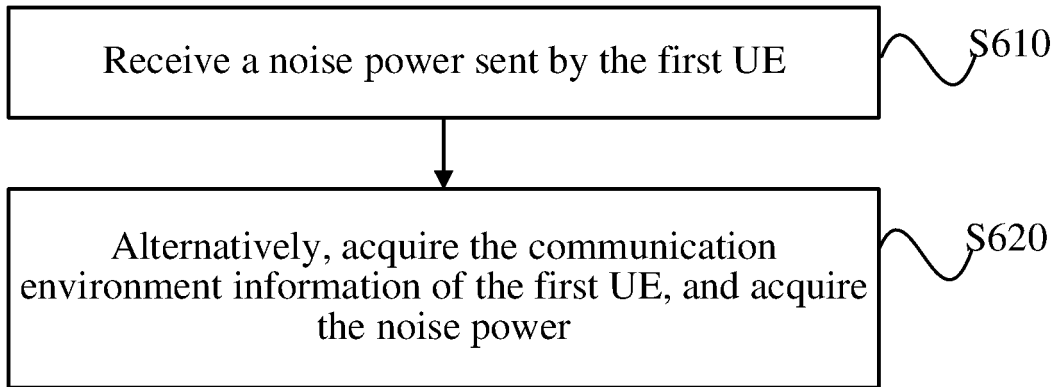 Receive a noise power sent by the first UE
S610
Alternatively, acquire the communication
environment information of the first UE, and acquire
the noise power
S620